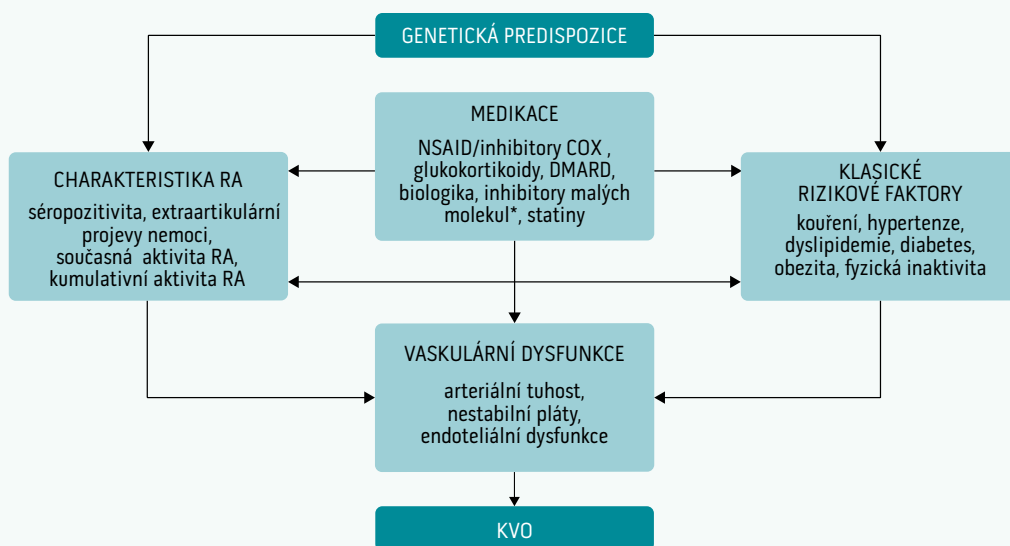 GENETICKÁ PREDISPOZICE
MEDIKACE
NSAID/inhibitory COX ,
glukokortikoidy, DMARD,
biologika, inhibitory malých
molekul*, statiny
CHARAKTERISTIKA RA
séropozitivita, extraartikulární
projevy nemoci,
současná aktivita RA,
kumulativní aktivita RA
KLASICKÉ
RIZIKOVÉ FAKTORY
kouření, hypertenze,
dyslipidemie, diabetes,
obezita, fyzická inaktivita
VASKULÁRNÍ DYSFUNKCE
arteriální tuhost,
nestabilní pláty,
endoteliální dysfunkce
KVO